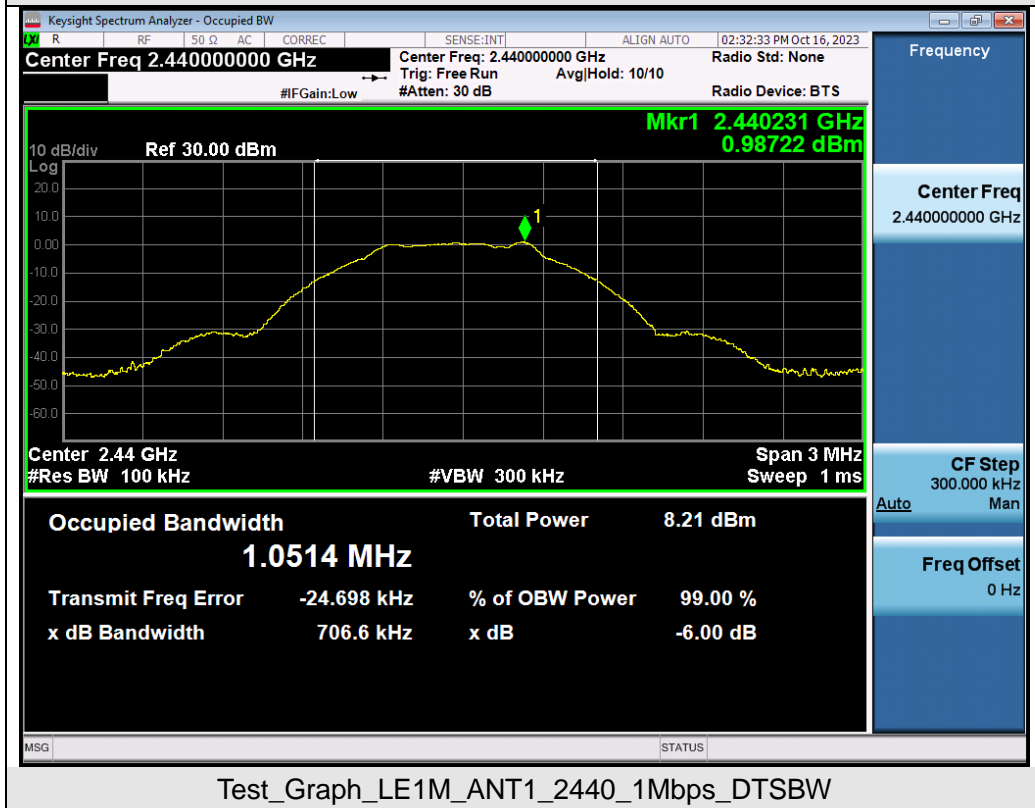 Keysight Spectrum Analyzer - Occupied BW
LXI R RF 50 Ω AC CORREC SENSE:INT ALIGN AUTO 02:32:33 PM Oct 16, 2023
Center Freq 2.440000000 GHz
#IFGain:Low
Center Freq: 2.440000000 GHz
Trig: Free Run Avg|Hold: 10/10
#Atten: 30 dB
Radio Std: None
Radio Device: BTS
Mkr1 2.440231 GHz
0.98722 dBm
10 dB/div Ref 30.00 dBm
Log
20.0
10.0
1
0.00
-10.0
-20.0
-30.0
-40.0
-50.0
-60.0
Center 2.44 GHz Span 3 MHz
#Res BW 100 kHz #VBW 300 kHz Sweep 1 ms
Occupied Bandwidth Total Power 8.21 dBm
1.0514 MHz
Transmit Freq Error -24.698 kHz % of OBW Power 99.00 %
x dB Bandwidth 706.6 kHz x dB -6.00 dB
MSG STATUS
Frequency
Center Freq
2.440000000 GHz
CF Step
300.000 kHz
Auto Man
Freq Offset
0 Hz
Test_Graph_LE1M_ANT1_2440_1Mbps_DTSBW